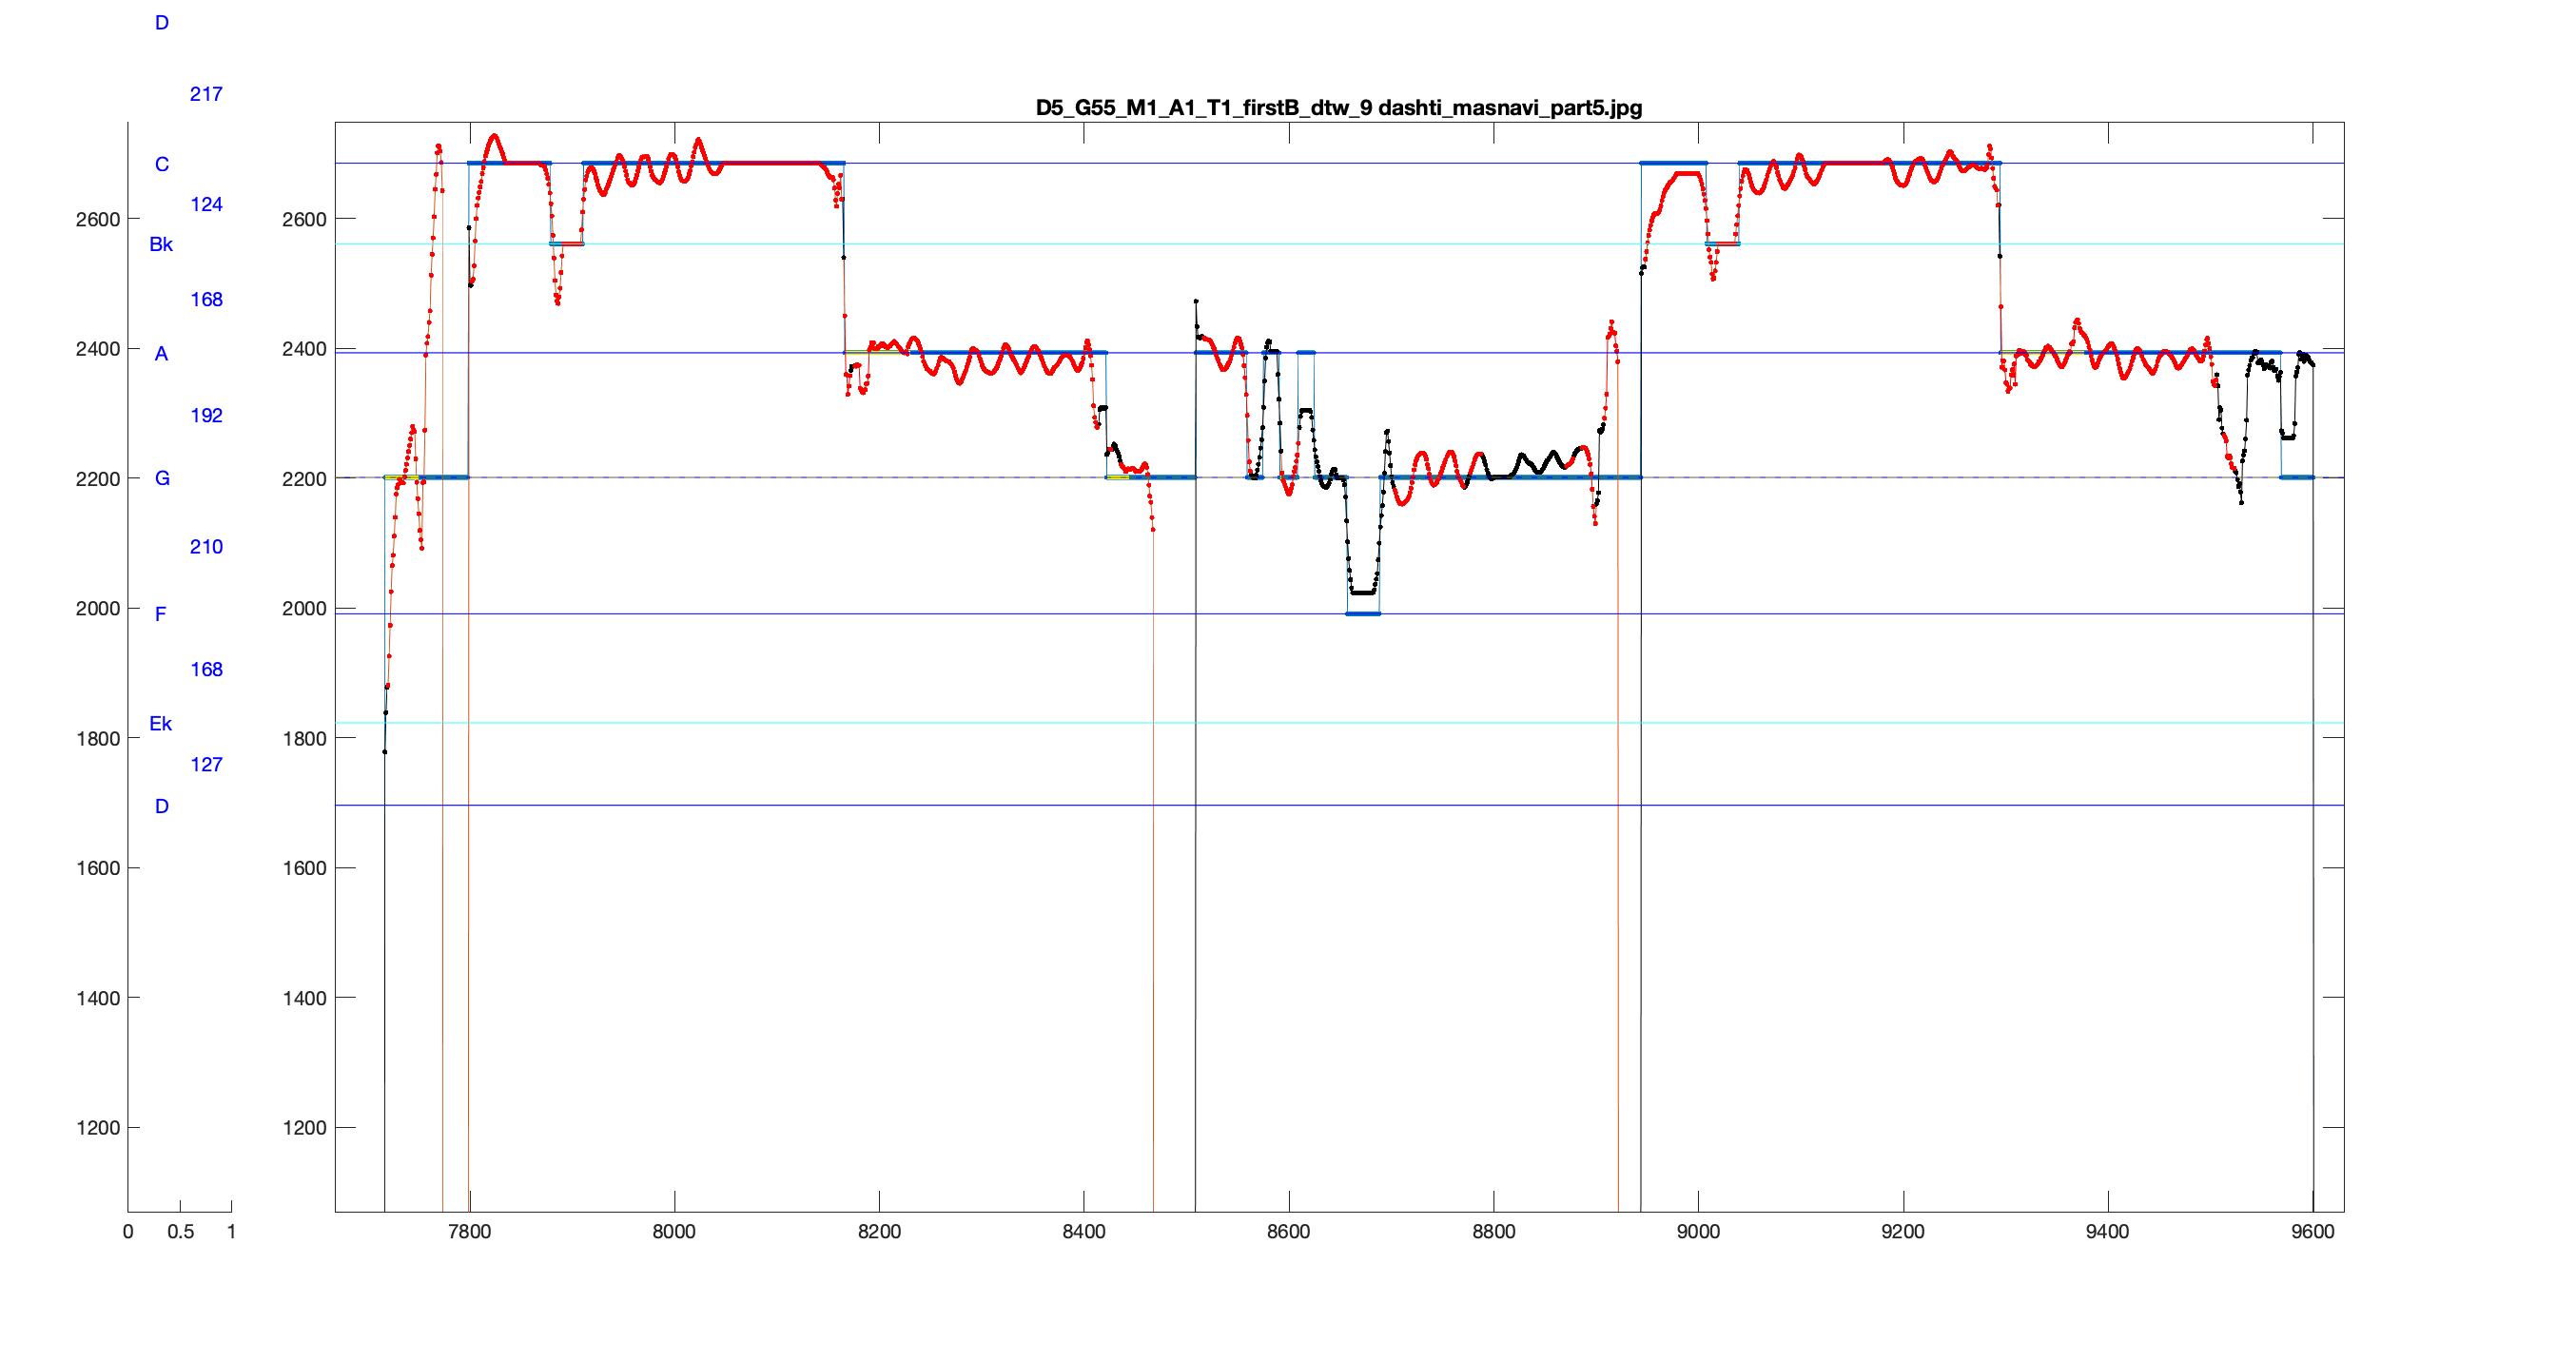 D
217
D5_G55_M1_A1_T1_firstB_dtw_9 dashti_masnavi_part5.jpg
C
124
2600 2600
Bk
168
2400 A 2400
192
2200 G 2200
210
2000 F 2000
168
Ek
1800 1800
127
D
1600 1600
1400 1400
1200 1200
0 0.5 1 7800 8000 8200 8400 8600 8800 9000 9200 9400 9600